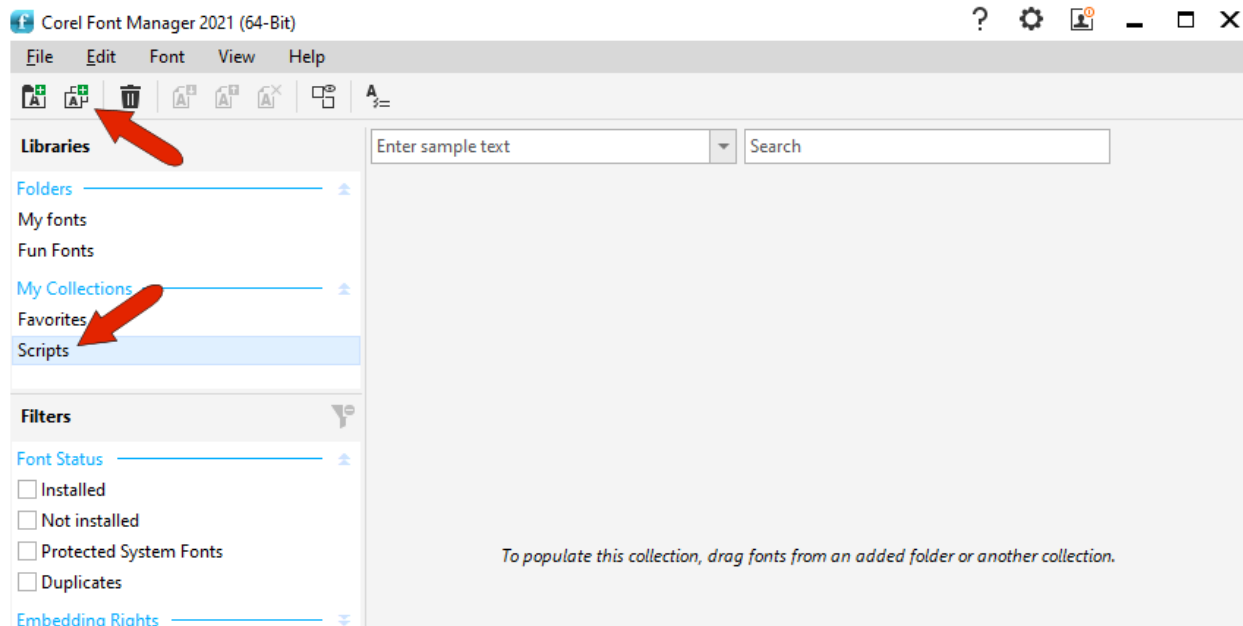 Corel Font Manager 2021 (64-Bit)
File Edit Font View Help
Libraries
Enter sample text
Search
Folders
My fonts
Fun Fonts
My Collections
Favorites
Scripts
Filters
Font Status
Installed
Not installed
Protected System Fonts
Duplicates
To populate this collection, drag fonts from an added folder or another collection.
Embedding Rights